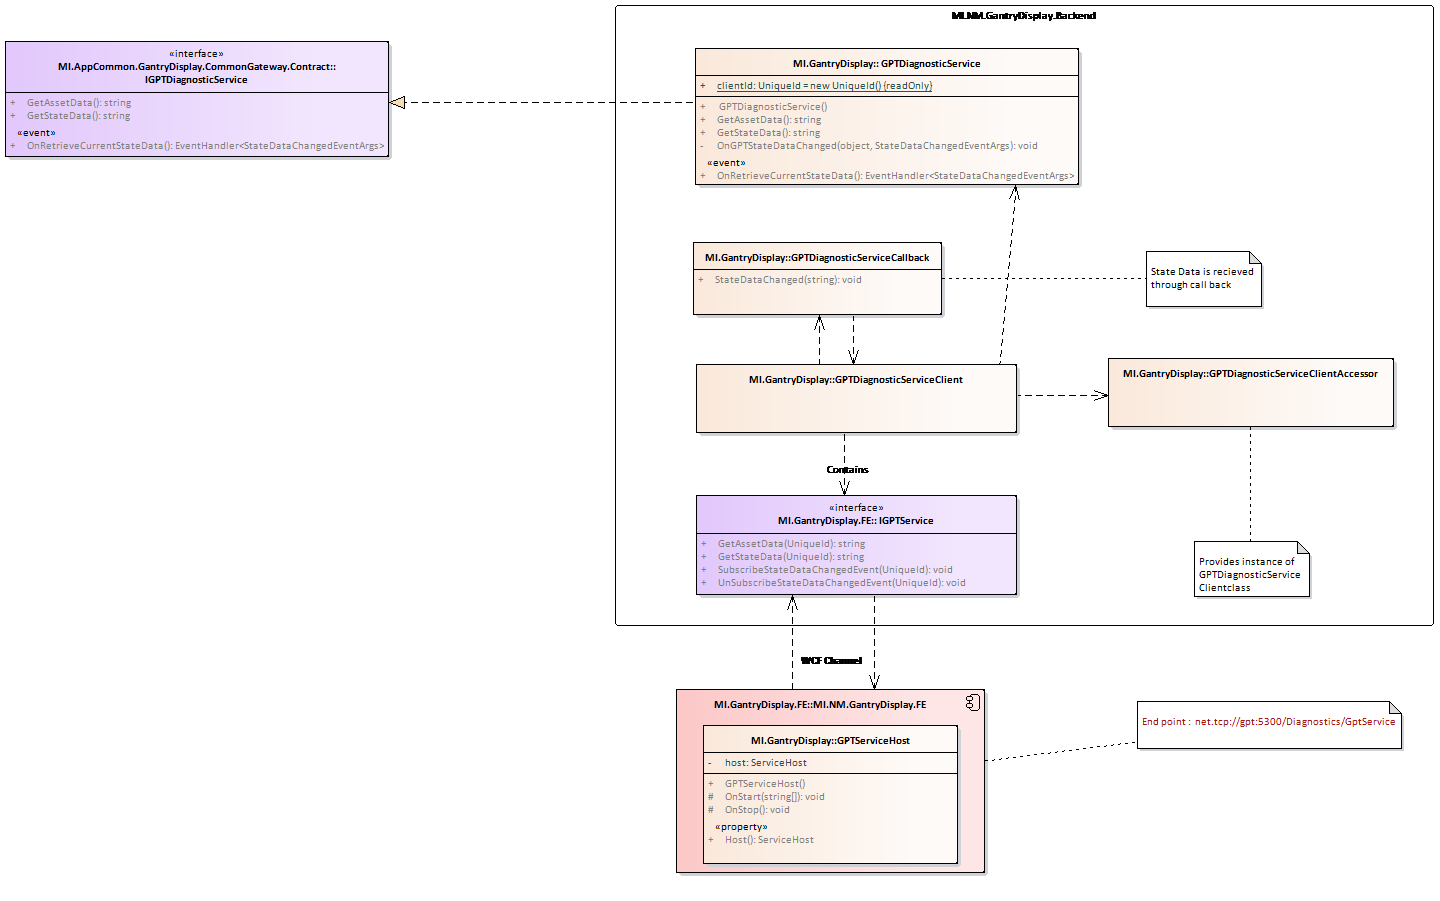 MI.NM.GantryDisplay.Backend
«interface»
MI.AppCommon.GantryDisplay.CommonGateway.Contract::
IGPTDiagnosticService
+ GetAssetData(): string
+ GetStateData(): string
«event»
+ OnRetrieveCurrentStateData(): EventHandler<StateDataChangedEventArgs>
MI.GantryDisplay:: GPTDiagnosticService
+ clientId: UniqueId = new UniqueId() {readOnly}
+ GPTDiagnosticService()
+ GetAssetData(): string
+ GetStateData(): string
- OnGPTStateDataChanged(object, StateDataChangedEventArgs): void
«event»
+ OnRetrieveCurrentStateData(): EventHandler<StateDataChangedEventArgs>
MI.GantryDisplay::GPTDiagnosticServiceCallback
+ StateDataChanged(string): void
State Data is recieved
through call back
MI.GantryDisplay::GPTDiagnosticServiceClient
MI.GantryDisplay::GPTDiagnosticServiceClientAccessor
Contains
«interface»
MI.GantryDisplay.FE:: IGPTService
+ GetAssetData(UniqueId): string
+ GetStateData(UniqueId): string
+ SubscribeStateDataChangedEvent(UniqueId): void
+ UnSubscribeStateDataChangedEvent(UniqueId): void
Provides instance of
GPTDiagnosticService
Clientclass
WCF Channel
MI.GantryDisplay.FE::MI.NM.GantryDisplay.FE
MI.GantryDisplay::GPTServiceHost
- host: ServiceHost
+ GPTServiceHost()
# OnStart(string[]): void
# OnStop(): void
«property»
+ Host(): ServiceHost
End point : net.tcp://gpt:5300/Diagnostics/GptService